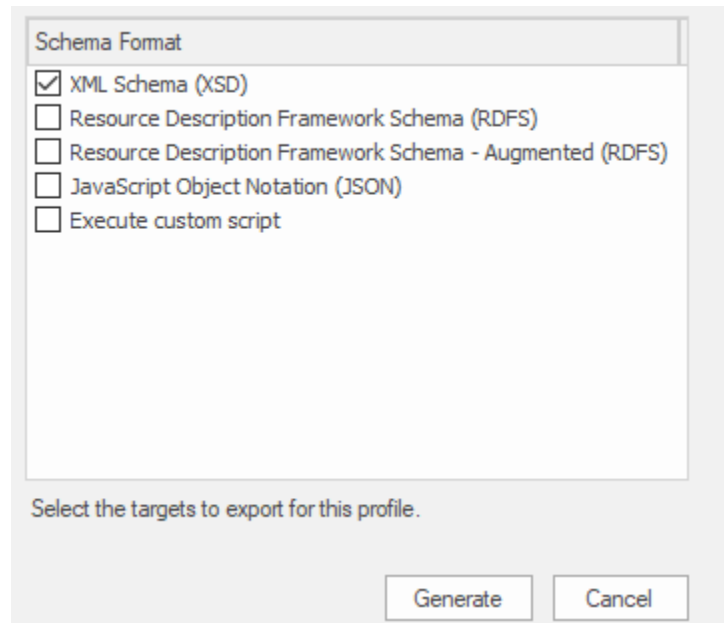 Schema Format
XML Schema (XSD)
Resource Description Framework Schema (RDFS)
Resource Description Framework Schema - Augmented (RDFS)
JavaScript Object Notation (JSON)
Execute custom script
Select the targets to export for this profile.
Generate Cancel